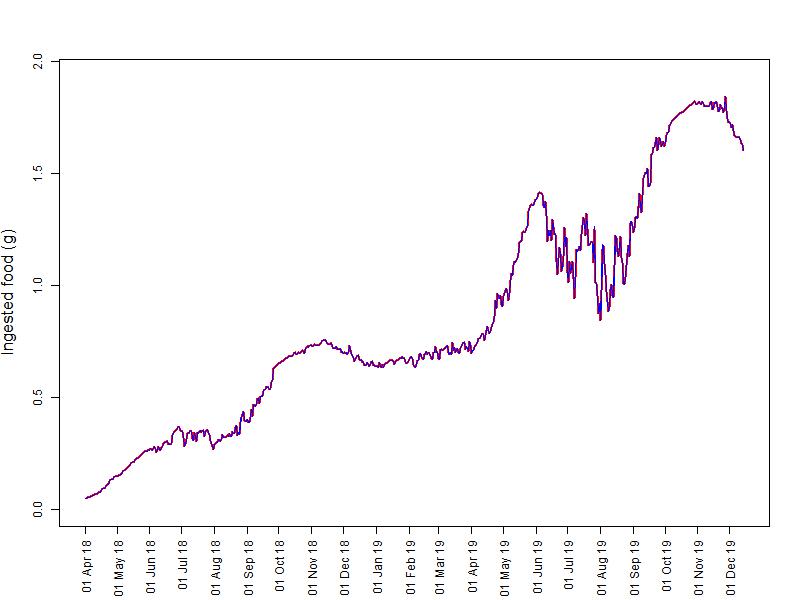 Ingested food (g)
2.0
1.5
1.0
0.5
0.0
01 Apr 18
01 May 18
01 Jun 18
01 Jul 18
01 Aug 18
01 Sep 18
01 Oct 18
01 Nov 18
01 Dec 18
01 Jan 19
01 Feb 19
01 Mar 19
01 Apr 19
01 May 19
01 Jun 19
01 Jul 19
01 Aug 19
01 Sep 19
01 Oct 19
01 Nov 19
01 Dec 19